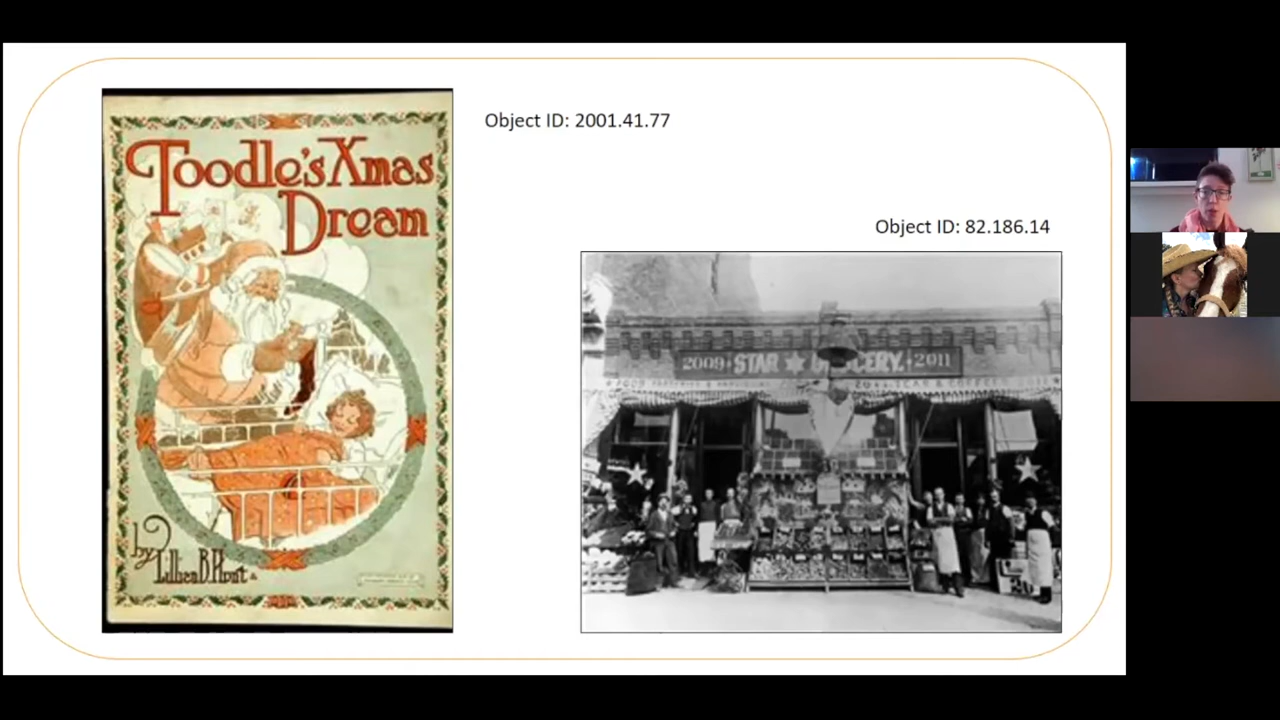 Toodle's Xmas
Dream
by
Lillian B. Hunt
Object ID: 2001.41.77
Object ID: 82.186.14
2009 STAR GROCERY. 2011